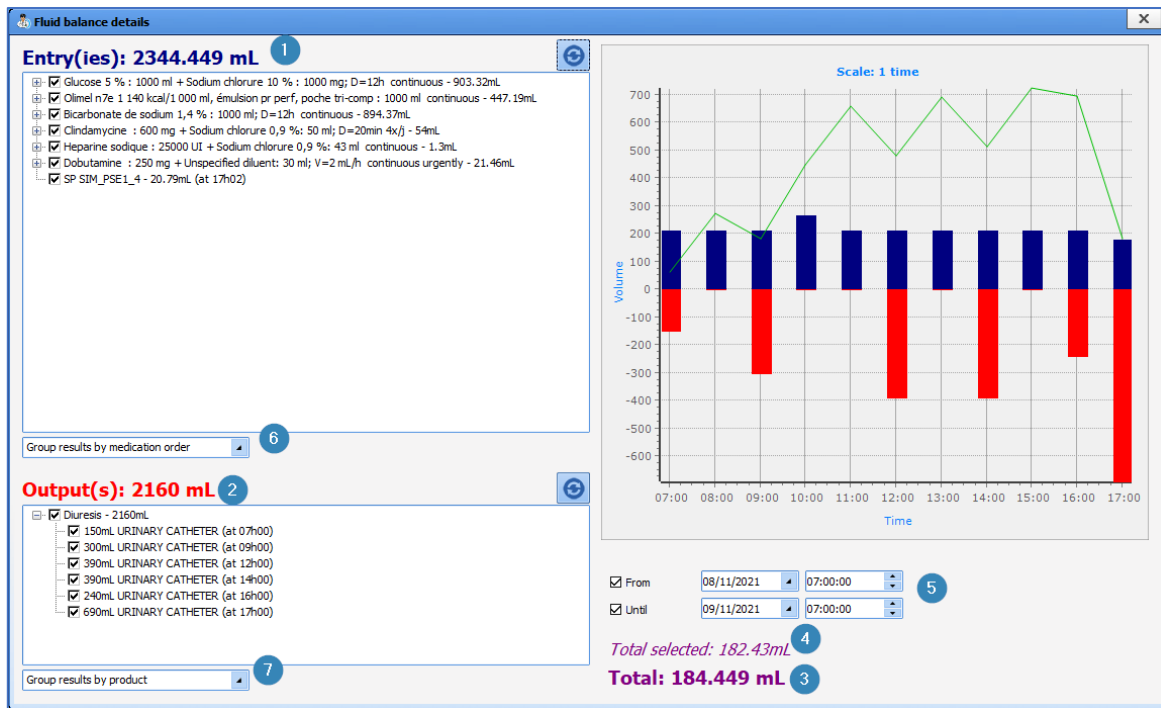 Fluid balance details
Entry(ies): 2344.449 mL 1
Glucose 5 % : 1000 ml + Sodium chlorure 10 % : 1000 mg; D=12h continuous - 903.32mL
Olimel n7e 1 140 kcal/1 000 ml, émulsion pr perf, poche tri-comp : 1000 ml continuous - 447.19mL
Bicarbonate de sodium 1,4 % : 1000 ml; D=12h continuous - 894.37mL
Clindamycine : 600 mg + Sodium chlorure 0,9 %: 50 ml; D=20min 4x/j - 54mL
Heparine sodique : 25000 UI + Sodium chlorure 0,9 %: 43 ml continuous - 1.3mL
Dobutamine : 250 mg + Unspecified diluent: 30 ml; V=2 mL/h continuous urgently - 21.46mL
SP SIM_PSE1_4 - 20.79mL (at 17h02)
Group results by medication order 6
Output(s): 2160 mL 2
Diuresis - 2160mL
150mL URINARY CATHETER (at 07h00)
300mL URINARY CATHETER (at 09h00)
390mL URINARY CATHETER (at 12h00)
390mL URINARY CATHETER (at 14h00)
240mL URINARY CATHETER (at 16h00)
690mL URINARY CATHETER (at 17h00)
Group results by product 7
Scale: 1 time
700
600
500
400
300
200
100
0
-100
-200
-300
-400
-500
-600
Volume
07:00 08:00 09:00 10:00 11:00 12:00 13:00 14:00 15:00 16:00 17:00
Time
From 08/11/2021 07:00:00
5
Until 09/11/2021 07:00:00
Total selected: 182.43mL 4
Total: 184.449 mL 3